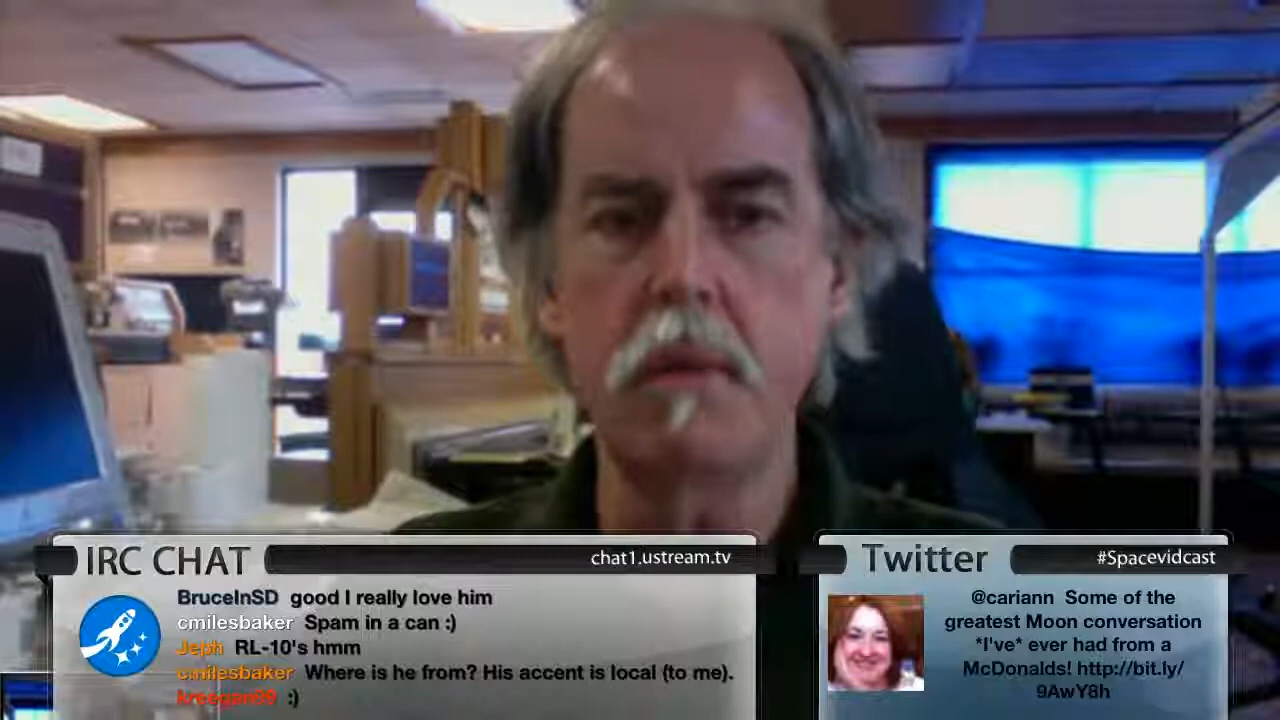 IRC CHAT
chat1.ustream.tv
BruceInSD good I really love him
cmilesbaker Spam in a can :)
Jeph RL-10's hmm
cmilesbaker Where is he from? His accent is local (to me).
kreegan99 :)
Twitter
#Spacevidcast
@cariann Some of the
greatest Moon conversation
*I've* ever had from a
McDonalds! http://bit.ly/
9AwY8h